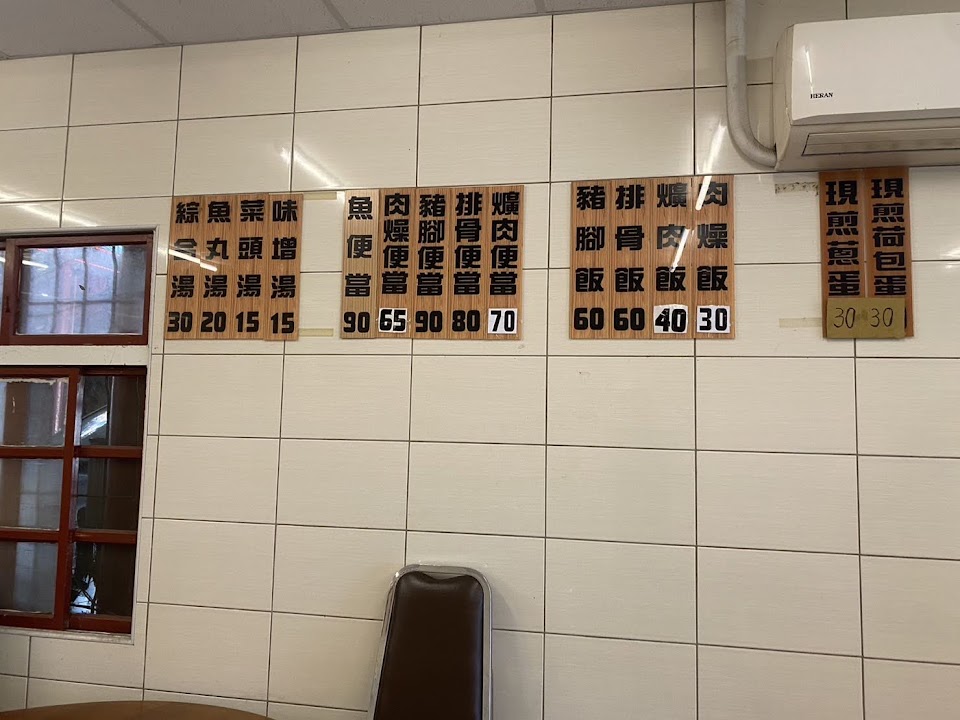 HERAN
現煎荷包蛋 30
現煎蔥蛋 30
肉燥飯 30
爌肉飯 40
排骨飯 60
豬腳飯 60
爌肉便當 70
排骨便當 80
豬腳便當 90
肉燥便當 65
魚便當 90
味增湯 15
菜頭湯 15
魚丸湯 20
綜合湯 30